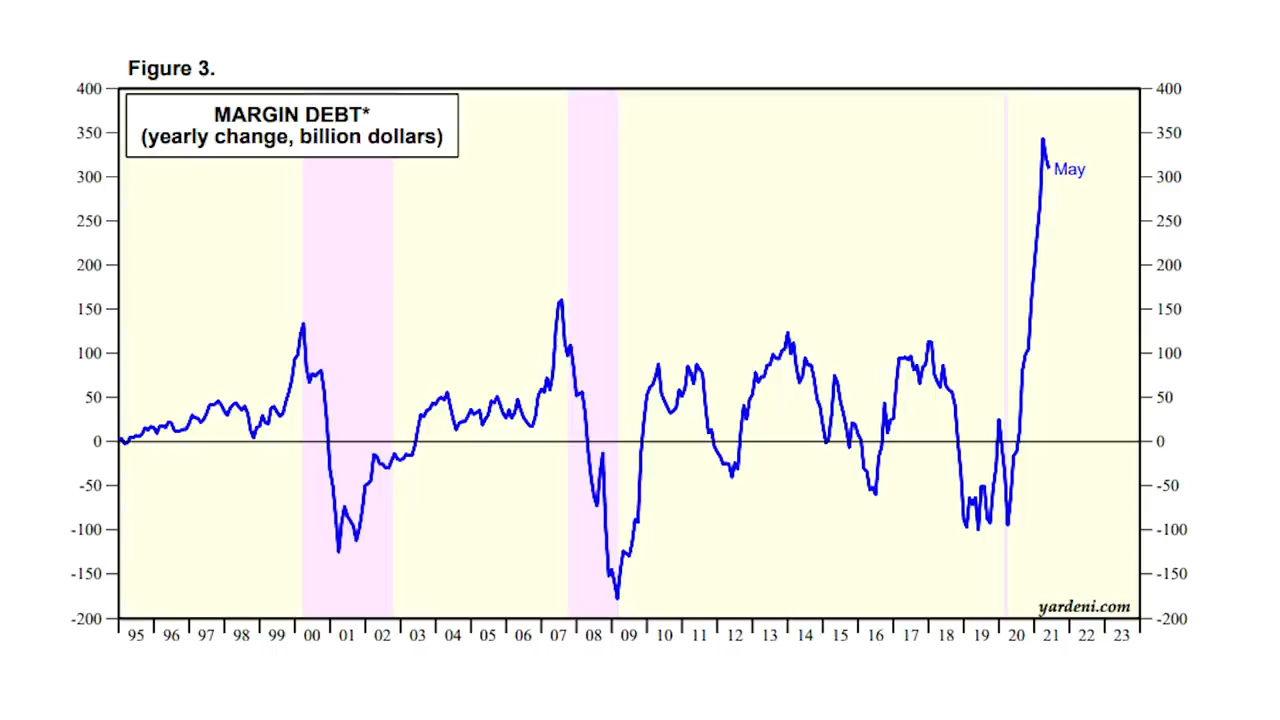 Figure 3.
400 400
MARGIN DEBT*
(yearly change, billion dollars)
350 350
May
300 300
250 250
200 200
150 150
100 100
50 50
0 0
-50 -50
-100 -100
-150 -150
yardeni.com
-200 -200
95 96 97 98 99 00 01 02 03 04 05 06 07 08 09 10 11 12 13 14 15 16 17 18 19 20 21 22 23